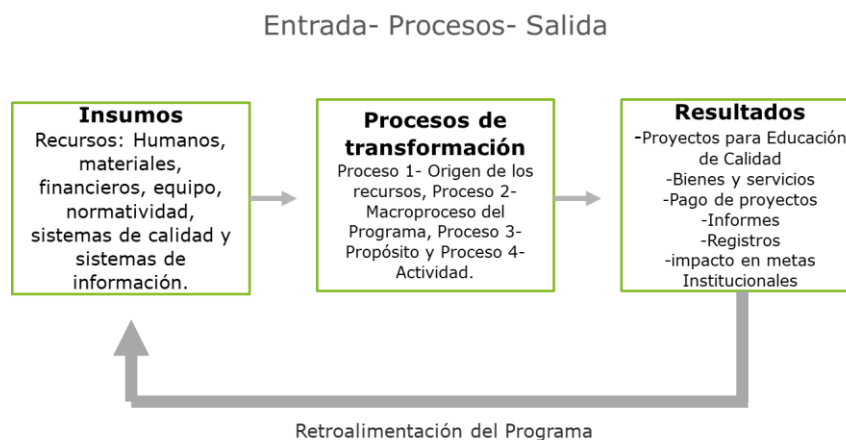 Entrada- Procesos- Salida
Insumos
Recursos: Humanos,
materiales,
financieros, equipo,
normatividad,
sistemas de calidad y
sistemas de
información.
Procesos de
transformación
Proceso 1- Origen de los
recursos, Proceso 2-
Macroproceso del
Programa, Proceso 3-
Propósito y Proceso 4-
Actividad.
Resultados
-Proyectos para Educación
de Calidad
-Bienes y servicios
-Pago de proyectos
-Informes
-Registros
-impacto en metas
Institucionales
Retroalimentación del Programa